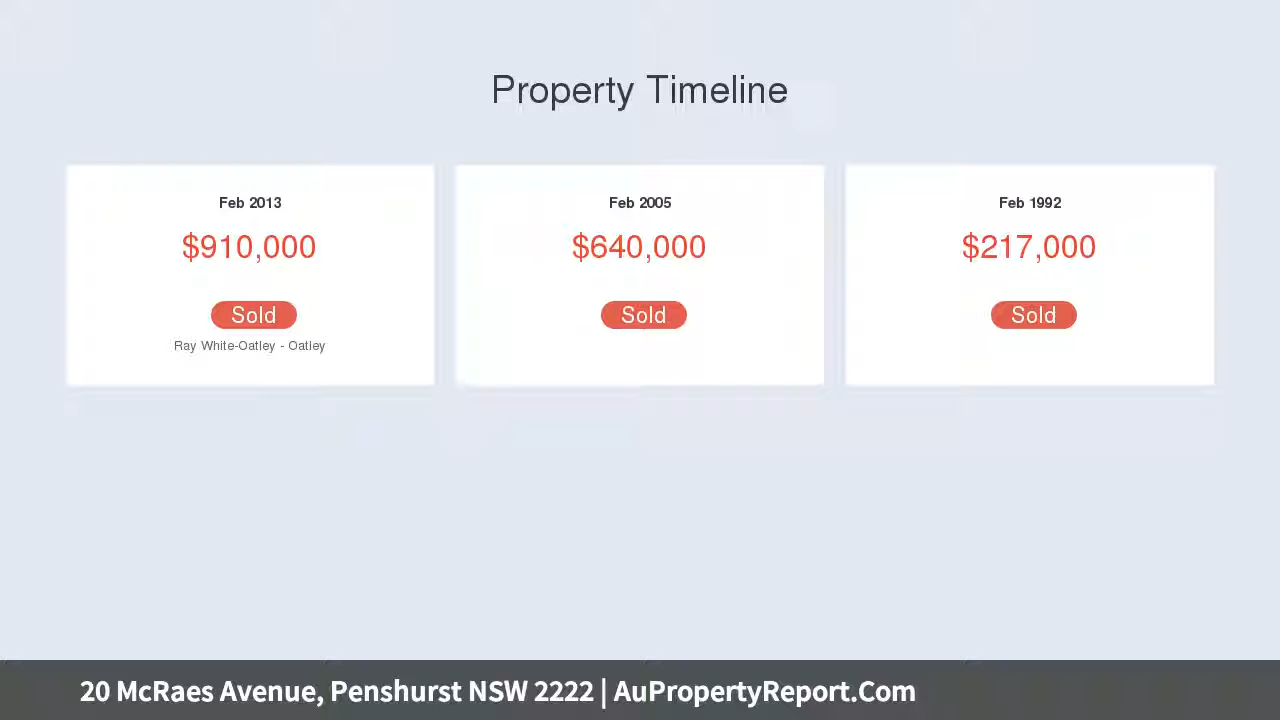 Property Timeline
Feb 2013
$910,000
Sold
Ray White-Oatley - Oatley
Feb 2005
$640,000
Sold
Feb 1992
$217,000
Sold
20 McRaes Avenue, Penshurst NSW 2222 | AuPropertyReport.Com